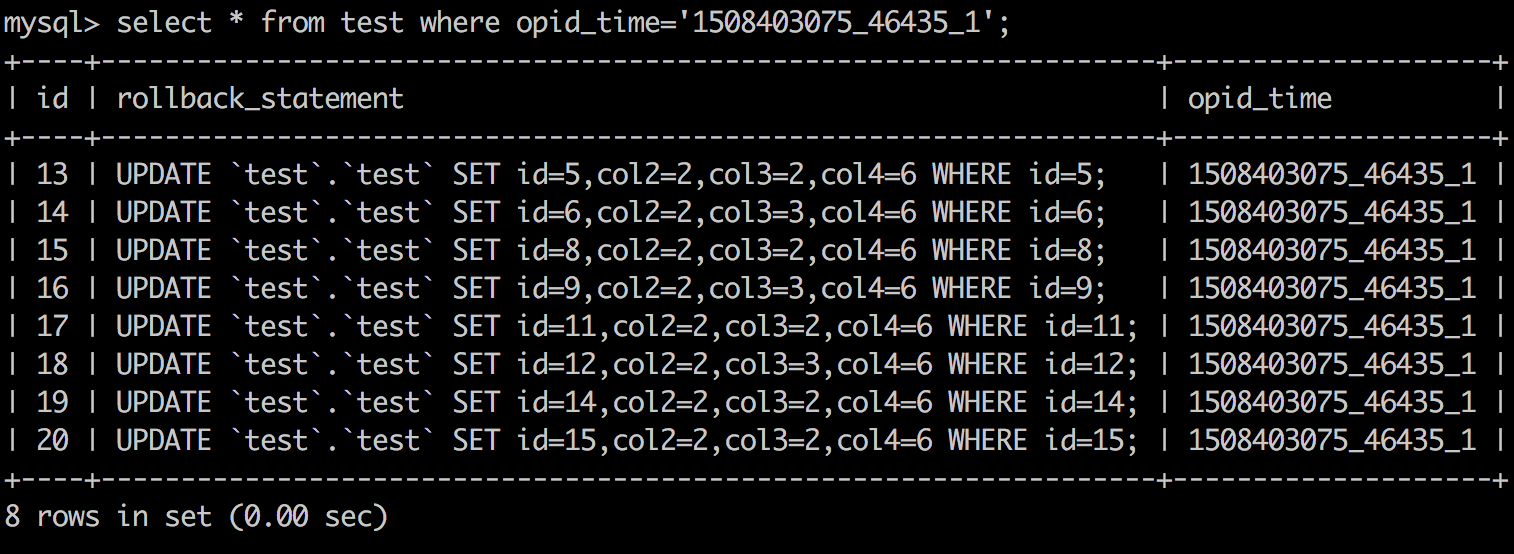 mysql> select * from test where opid_time='1508403075_46435_1';
+----+------------------------------------------------------------------+--------------------+
| id | rollback_statement                                               | opid_time          |
+----+------------------------------------------------------------------+--------------------+
| 13 | UPDATE `test`.`test` SET id=5,col2=2,col3=2,col4=6 WHERE id=5;   | 1508403075_46435_1 |
| 14 | UPDATE `test`.`test` SET id=6,col2=2,col3=3,col4=6 WHERE id=6;   | 1508403075_46435_1 |
| 15 | UPDATE `test`.`test` SET id=8,col2=2,col3=2,col4=6 WHERE id=8;   | 1508403075_46435_1 |
| 16 | UPDATE `test`.`test` SET id=9,col2=2,col3=3,col4=6 WHERE id=9;   | 1508403075_46435_1 |
| 17 | UPDATE `test`.`test` SET id=11,col2=2,col3=2,col4=6 WHERE id=11; | 1508403075_46435_1 |
| 18 | UPDATE `test`.`test` SET id=12,col2=2,col3=3,col4=6 WHERE id=12; | 1508403075_46435_1 |
| 19 | UPDATE `test`.`test` SET id=14,col2=2,col3=2,col4=6 WHERE id=14; | 1508403075_46435_1 |
| 20 | UPDATE `test`.`test` SET id=15,col2=2,col3=2,col4=6 WHERE id=15; | 1508403075_46435_1 |
+----+------------------------------------------------------------------+--------------------+
8 rows in set (0.00 sec)